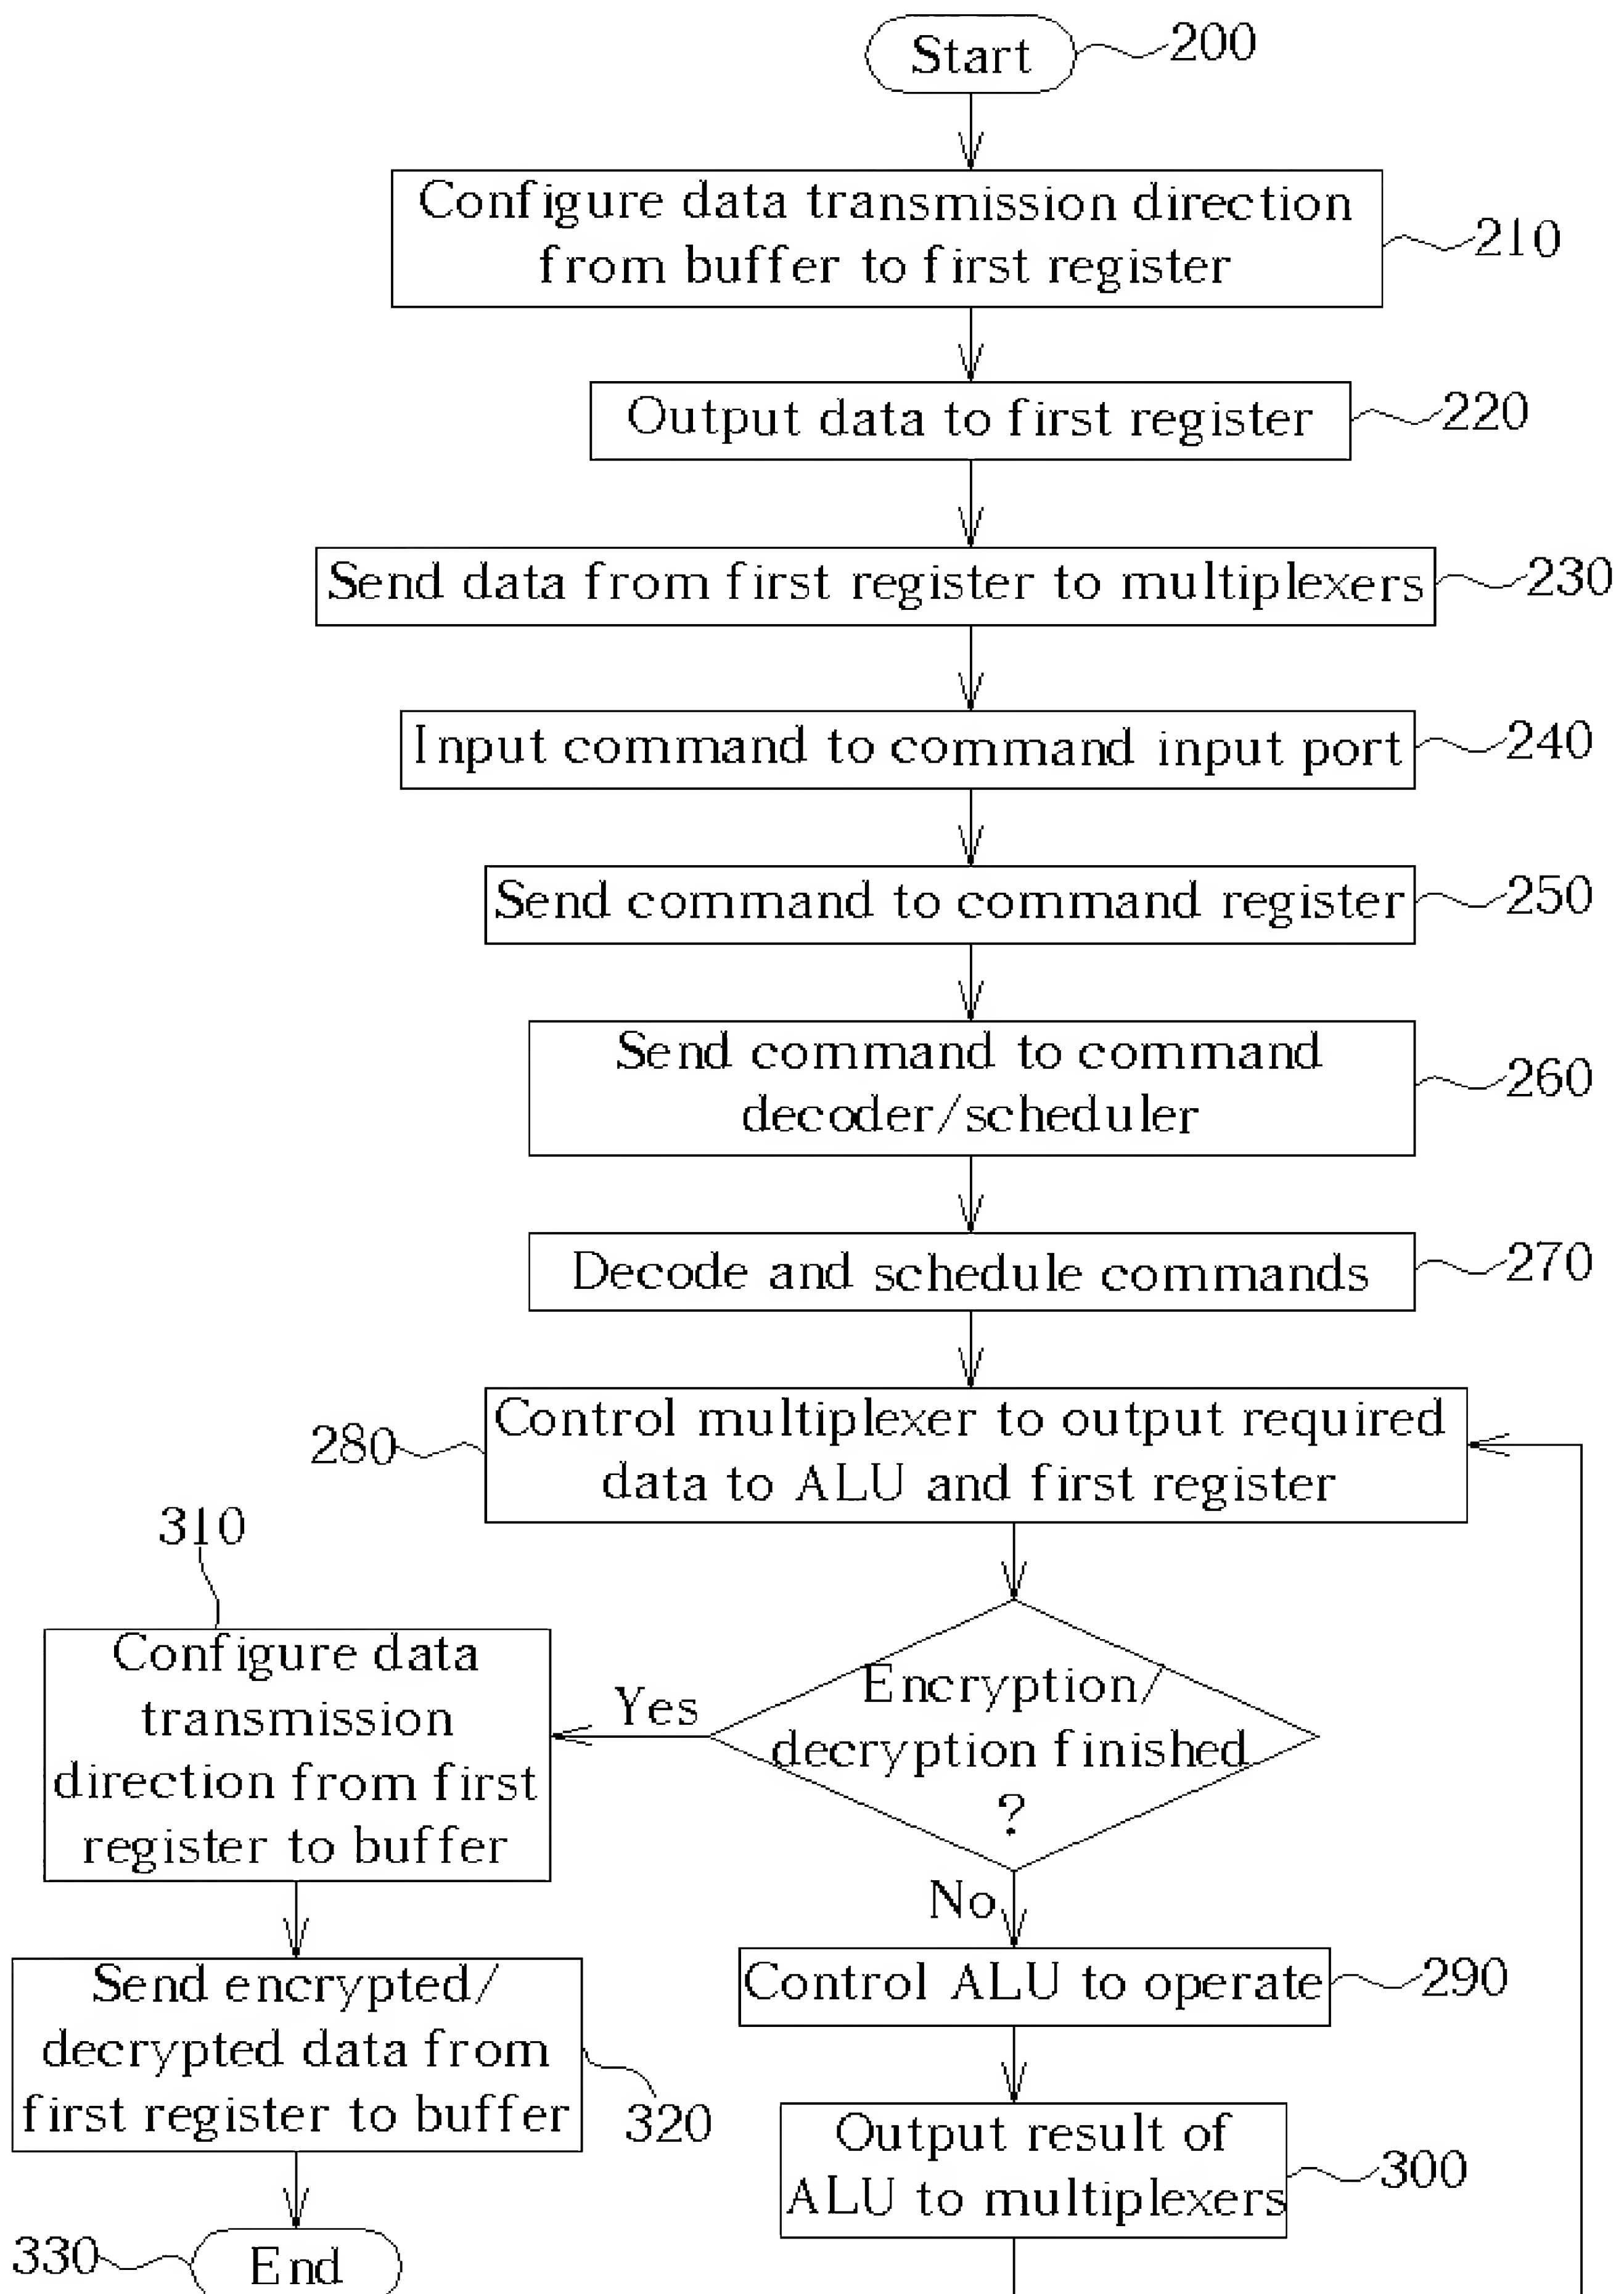 Start
200
Configure data transmission direction
from buffer to first register
210
Output data to first register
220
Send data from first register to multiplexers
230
Input command to command input port
240
Send command to command register
250
Send command to command
decoder/scheduler
260
Decode and schedule commands
270
Control multiplexer to output required
data to ALU and first register
280
310
Configure data
transmission
direction from first
register to buffer
Yes
Encryption/
decryption finished
?
No
Send encrypted/
decrypted data from
first register to buffer
320
Control ALU to operate
290
Output result of
ALU to multiplexers
300
330
End